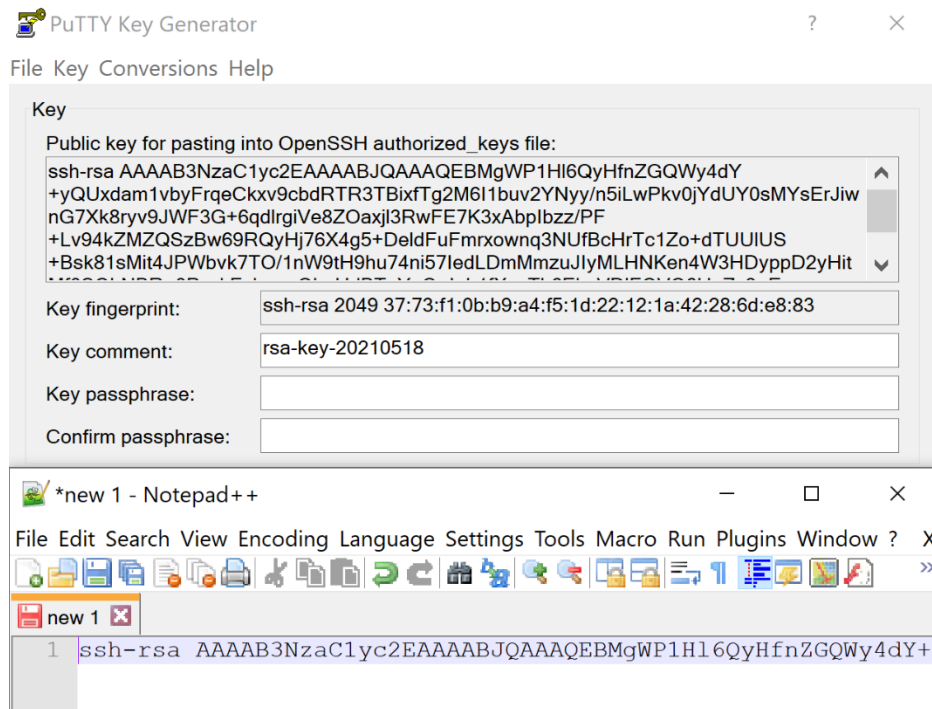 PuTTY Key Generator
?
File Key Conversions Help
Key
Public key for pasting into OpenSSH authorized_keys file:
ssh-rsa AAAAB3NzaC1yc2EAAAABJQAAAQEBMgWP1Hl6QyHfnZGQWy4dY
+yQUxdam1vbyFrqeCkxv9cbdRTR3TBixfTg2M6I1buv2YNyy/n5iLwPkv0jYdUY0sMYsErJiw
nG7Xk8ryv9JWF3G+6qdlrgiVe8ZOaxjl3RwFE7K3xAbpIbzz/PF
+Lv94kZMZQSzBw69RQyHj76X4g5+DeldFuFmrxownq3NUfBcHrTc1Zo+dTUUlUS
+Bsk81sMit4JPWbvk7TO/1nW9tH9hu74ni57IedLDmMmzuJIyMLHNKen4W3HDyppD2yHit
Key fingerprint:
ssh-rsa 2049 37:73:f1:0b:b9:a4:f5:1d:22:12:1a:42:28:6d:e8:83
Key comment:
rsa-key-20210518
Key passphrase:
Confirm passphrase:
*new 1 - Notepad++
File Edit Search View Encoding Language Settings Tools Macro Run Plugins Window ? X
new 1
1 ssh-rsa AAAAB3NzaC1yc2EAAAABJQAAAQEBMgWP1Hl6QyHfnZGQWy4dY+